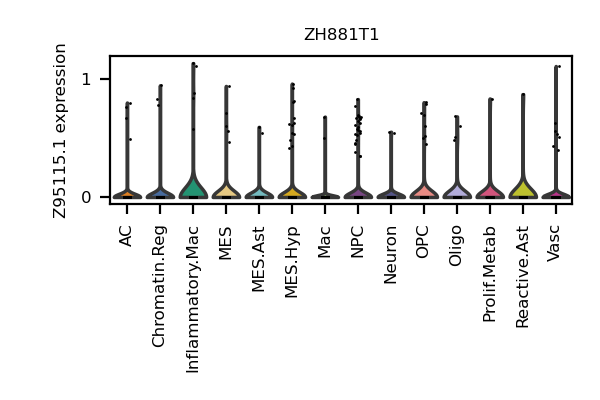 ZH881T1
Z95115.1 expression
1
0
AC
Chromatin.Reg
Inflammatory.Mac
MES
MES.Ast
MES.Hyp
Mac
NPC
Neuron
OPC
Oligo
Prolif.Metab
Reactive.Ast
Vasc